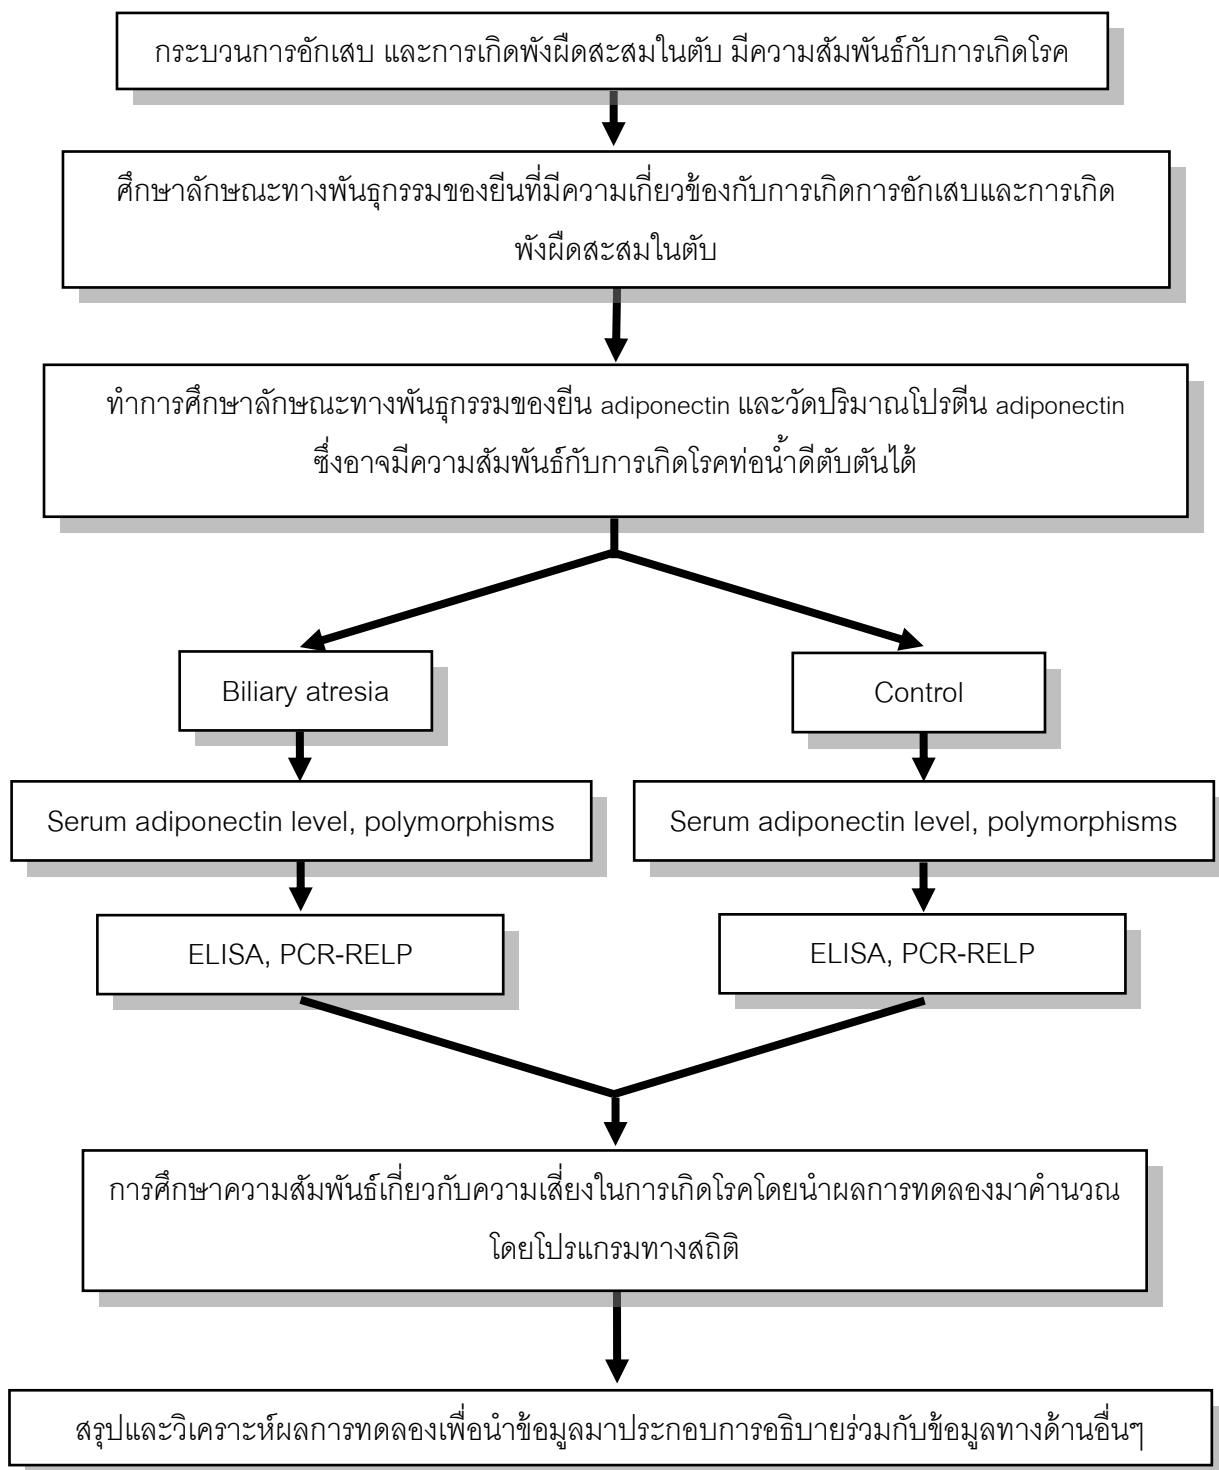 กระบวนการอักเสบ และการเกิดพังผืดสะสมในตับ มีความสัมพันธ์กับการเกิดโรค
ศึกษาลักษณะทางพันธุกรรมของยีนที่มีความเกี่ยวข้องกับการเกิดการอักเสบและการเกิด
พังผืดสะสมในตับ
ทำการศึกษาลักษณะทางพันธุกรรมของยีน adiponectin และวัดปริมาณโปรตีน adiponectin
ซึ่งอาจมีความสัมพันธ์กับการเกิดโรคท่อน้ำดีตับตันได้
Biliary atresia
Control
Serum adiponectin level, polymorphisms
Serum adiponectin level, polymorphisms
ELISA, PCR-RELP
ELISA, PCR-RELP
การศึกษาความสัมพันธ์เกี่ยวกับความเสี่ยงในการเกิดโรคโดยนำผลการทดลองมาคำนวณ
โดยโปรแกรมทางสถิติ
สรุปและวิเคราะห์ผลการทดลองเพื่อนำข้อมูลมาประกอบการอธิบายร่วมกับข้อมูลทางด้านอื่นๆ